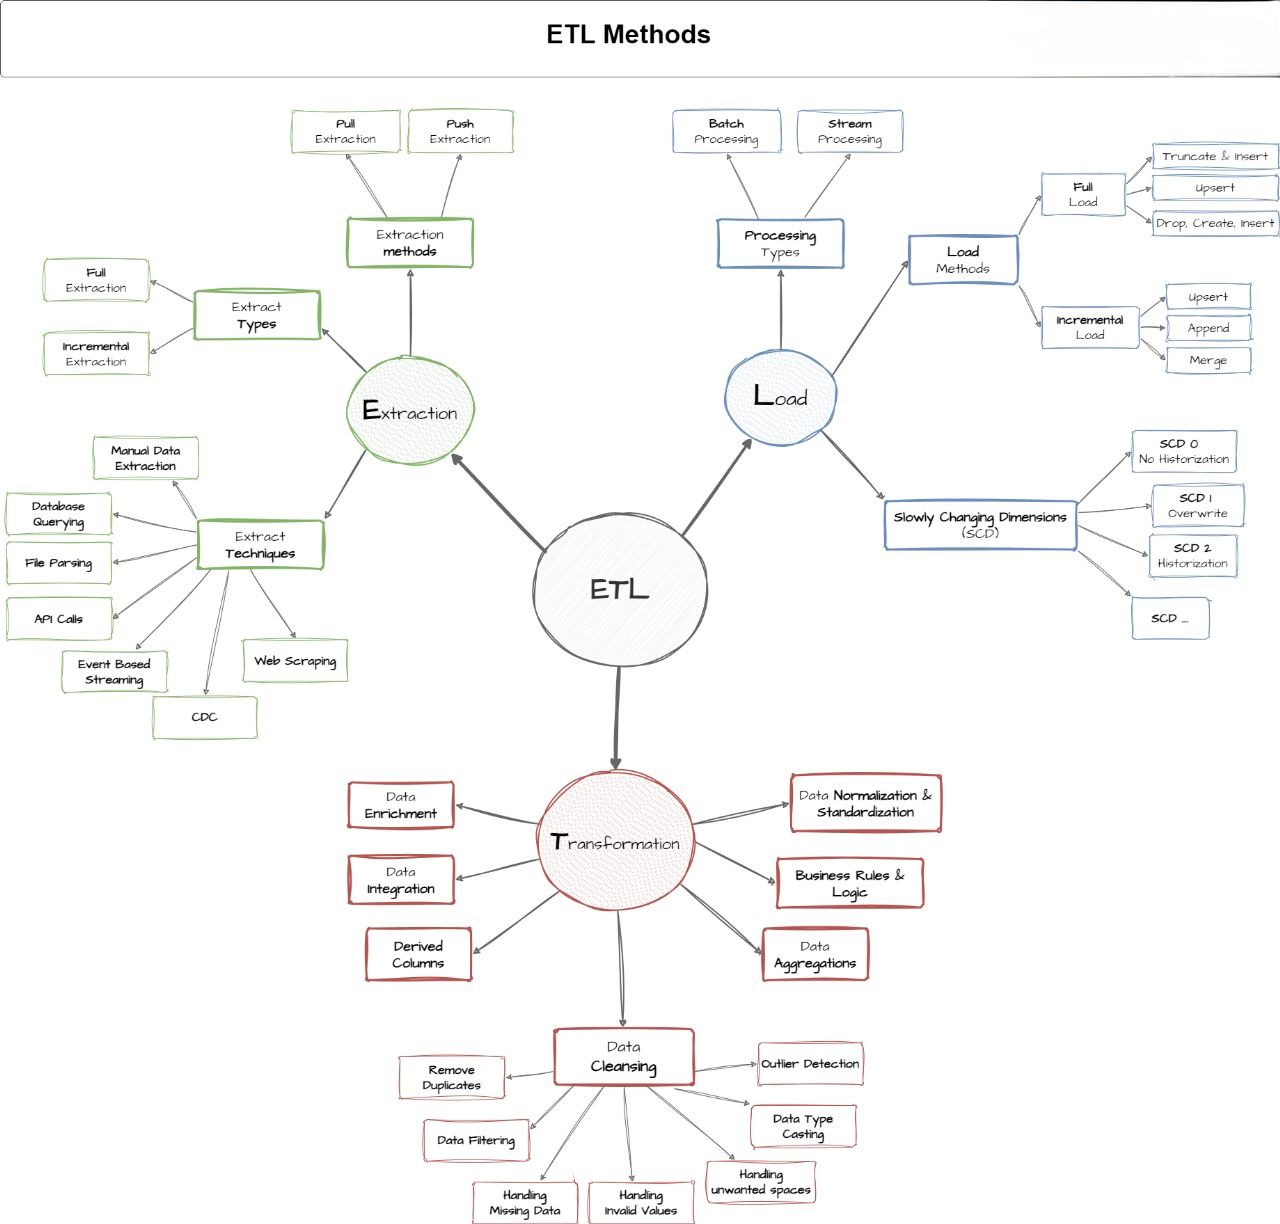 ETL Methods
Pull
Extraction
Push
Extraction
Extraction
methods
Full
Extraction
Incremental
Extraction
Extract
Types
Extraction
Manual Data
Extraction
Database
Querying
File Parsing
API Calls
Event Based
Streaming
CDC
Web Scraping
Extract
Techniques
Batch
Processing
Stream
Processing
Processing
Types
Load
Load
Methods
Full
Load
Truncate & Insert
Upsert
Drop, Create, Insert
Incremental
Load
Upsert
Append
Merge
Slowly Changing Dimensions
(SCD)
SCD 0
No Historization
SCD 1
Overwrite
SCD 2
Historization
SCD ...
ETL
Transformation
Data
Enrichment
Data
Integration
Derived
Columns
Data Normalization &
Standardization
Business Rules &
Logic
Data
Aggregations
Data
Cleansing
Remove
Duplicates
Data Filtering
Handling
Missing Data
Handling
Invalid Values
Handling
unwanted spaces
Data Type
Casting
Outlier Detection